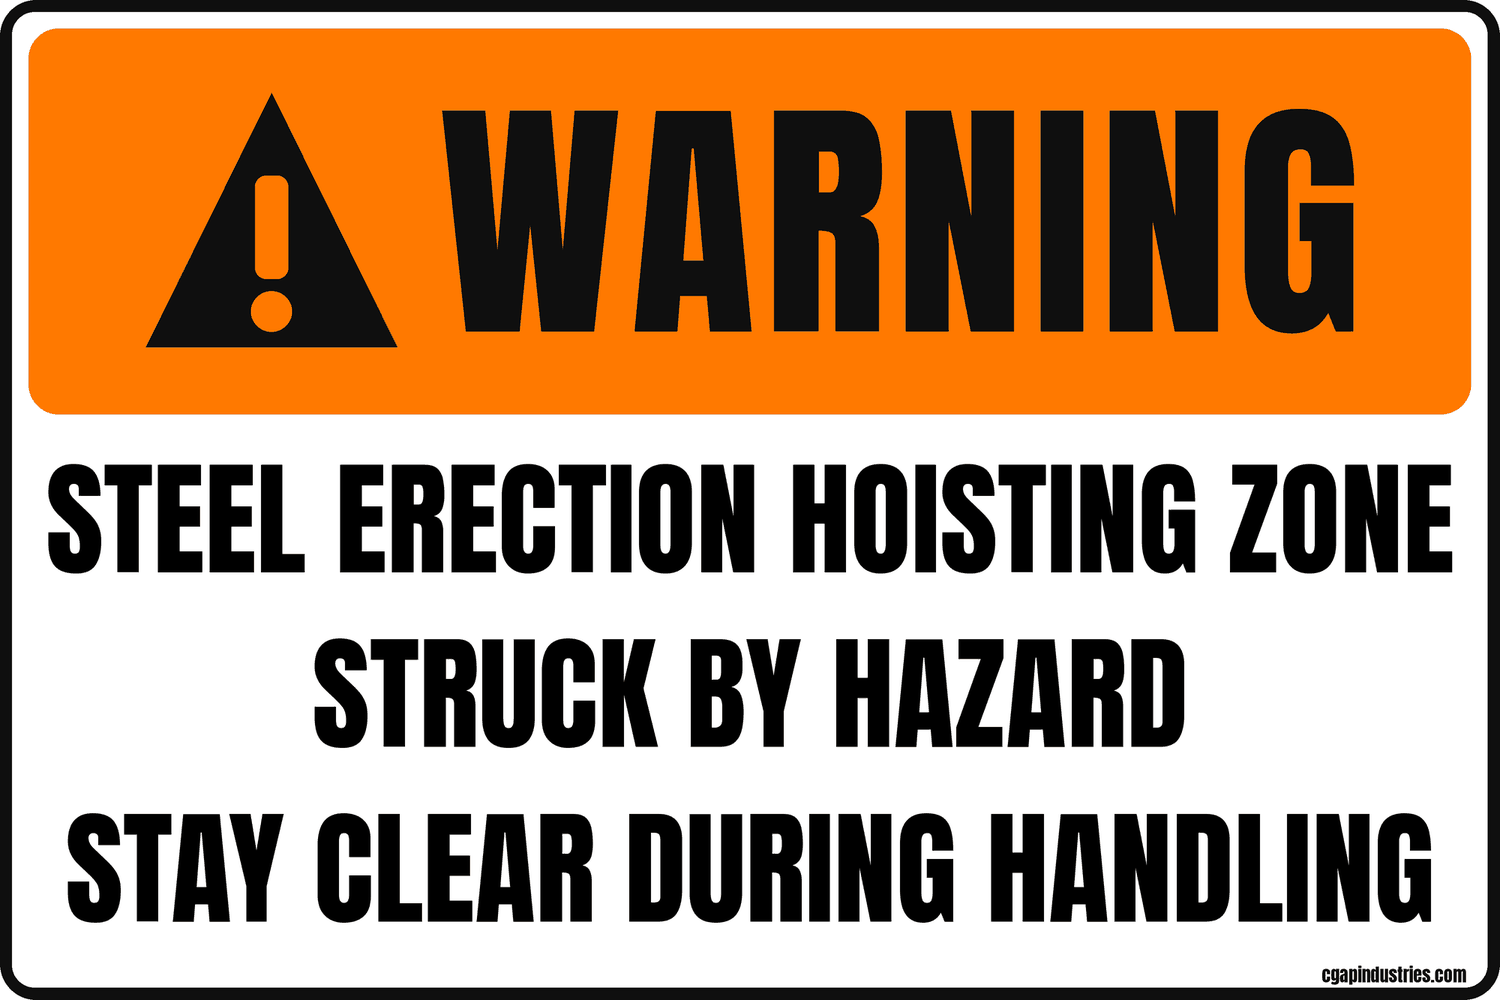 WARNING
STEEL ERECTION HOISTING ZONE
STRUCK BY HAZARD
STAY CLEAR DURING HANDLING
cgapindustries.com